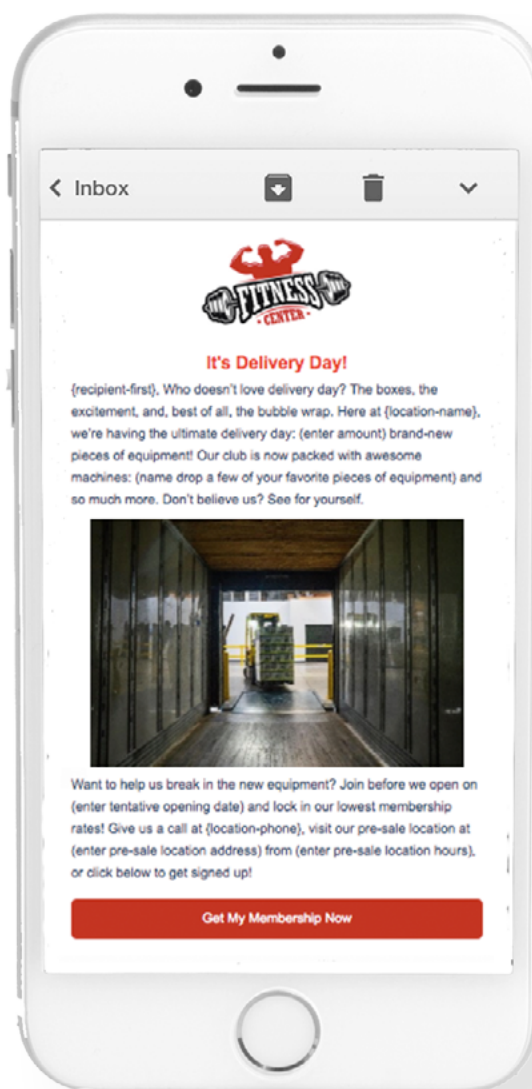 Inbox
FITNESS
CENTER
It's Delivery Day!
{recipient-first}, Who doesn't love delivery day? The boxes, the
excitement, and, best of all, the bubble wrap. Here at {location-name},
we're having the ultimate delivery day: (enter amount) brand-new
pieces of equipment! Our club is now packed with awesome
machines: (name drop a few of your favorite pieces of equipment) and
so much more. Don't believe us? See for yourself.
Want to help us break in the new equipment? Join before we open on
(enter tentative opening date) and lock in our lowest membership
rates! Give us a call at {location-phone}, visit our pre-sale location at
(enter pre-sale location address) from (enter pre-sale location hours),
or click below to get signed up!
Get My Membership Now